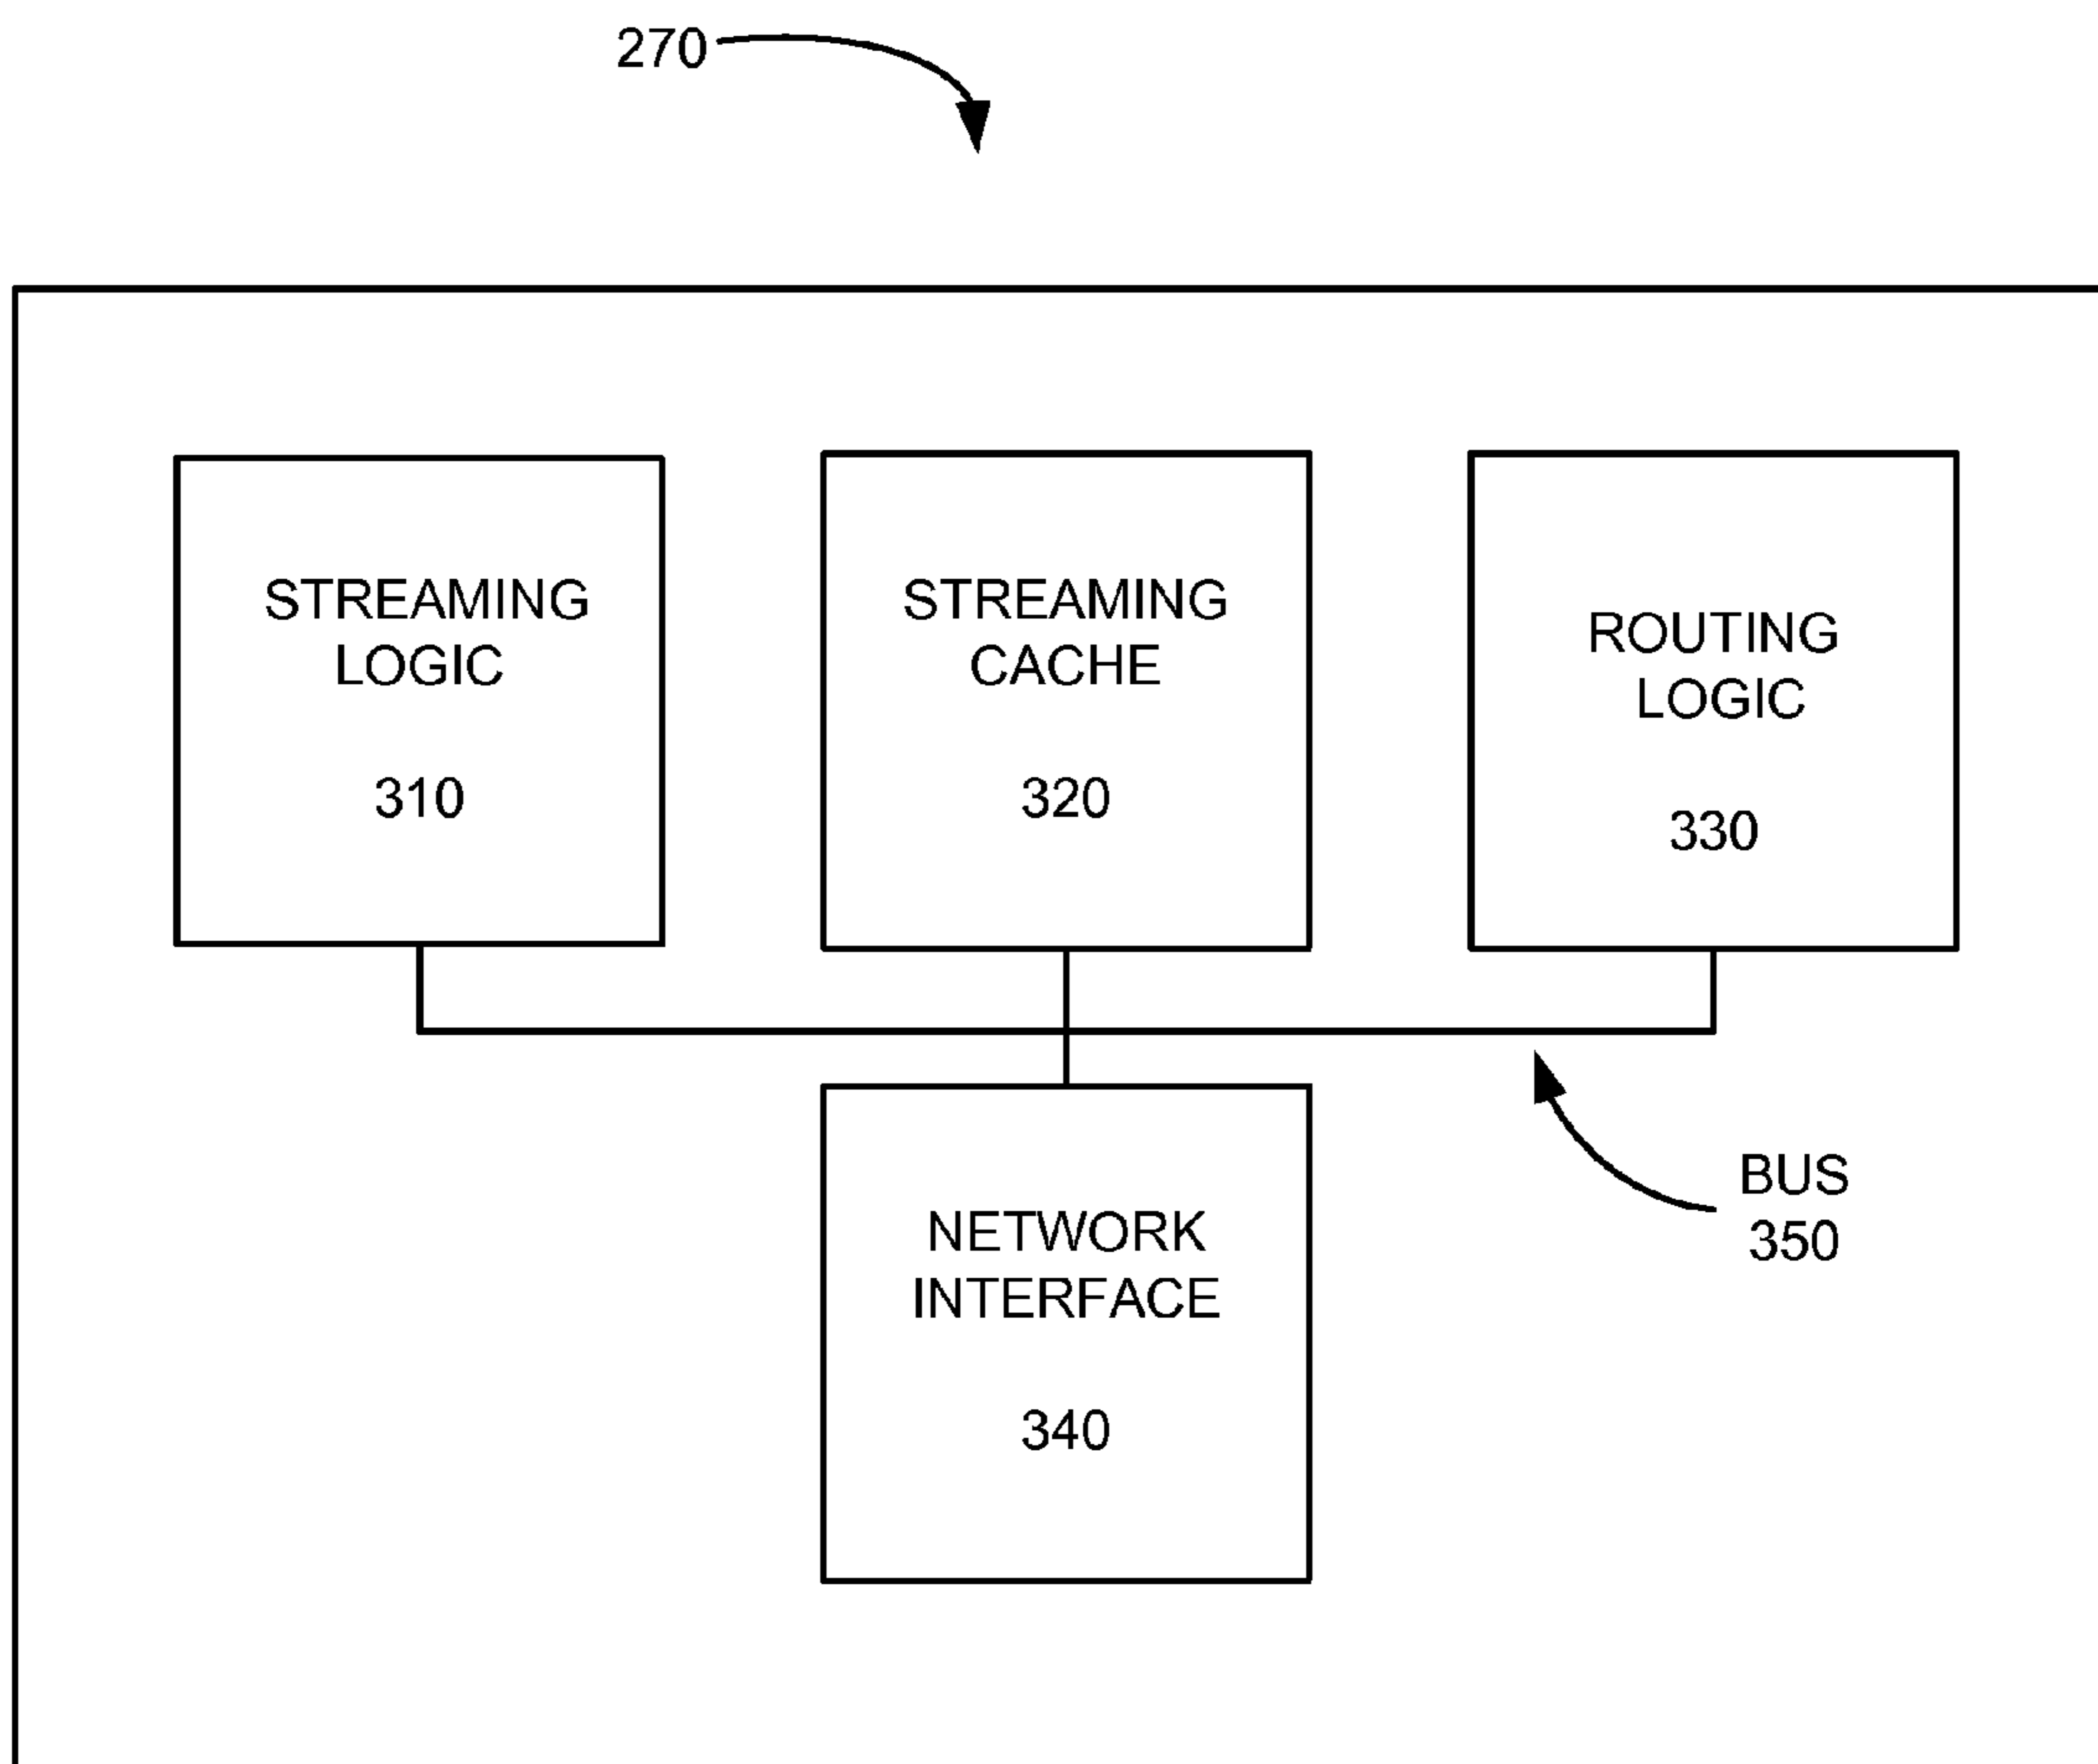 270
STREAMING
LOGIC
310
STREAMING
CACHE
320
ROUTING
LOGIC
330
BUS
350
NETWORK
INTERFACE
340